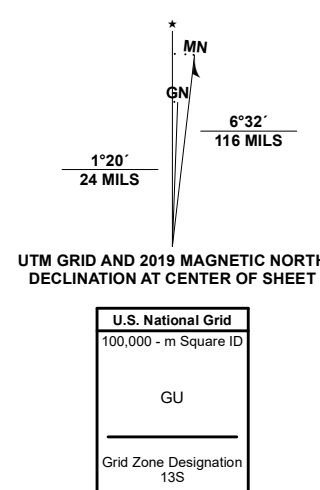 ★
MN
GN
6°32´
116 MILS
1°20´
24 MILS
UTM GRID AND 2019 MAGNETIC NORTH
DECLINATION AT CENTER OF SHEET
U.S. National Grid
100,000 - m Square ID
GU
Grid Zone Designation
13S